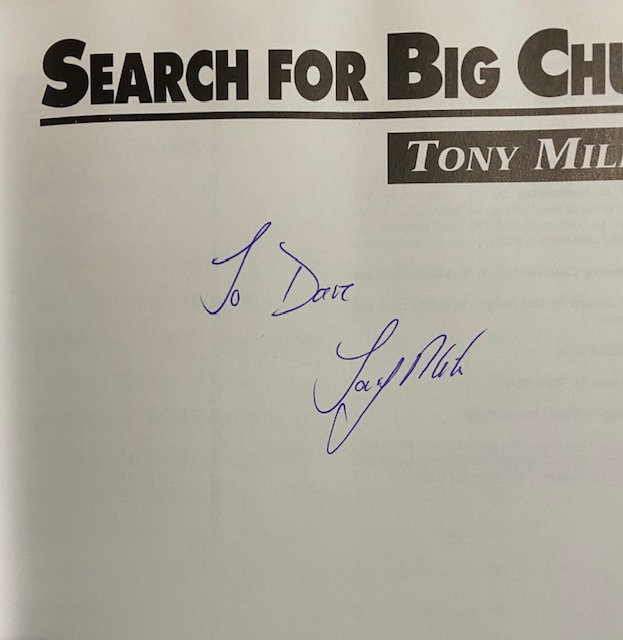 SEARCH FOR BIG CHU
TONY MIL
To Dave